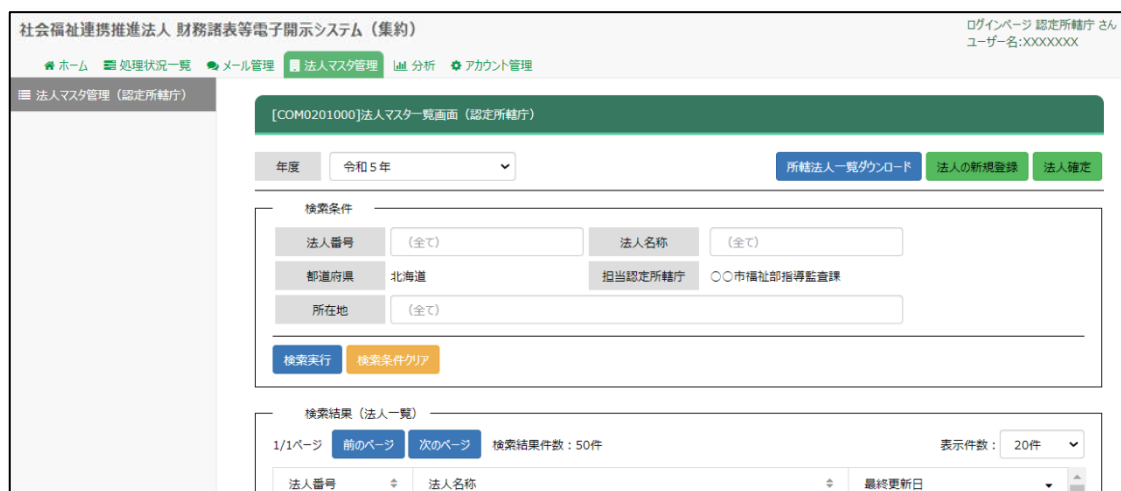 社会福祉連携推進法人 財務諸表等電子開示システム（集約）
ログインページ 認定所轄庁 さん
ユーザー名:XXXXXXX
ホーム 処理状況一覧 メール管理 法人マスタ管理 分析 アカウント管理
法人マスタ管理（認定所轄庁）
[COM0201000]法人マスタ一覧画面（認定所轄庁）
年度 令和５年 所轄法人一覧ダウンロード 法人の新規登録 法人確定
検索条件
法人番号 （全て） 法人名称 （全て）
都道府県 北海道 担当認定所轄庁 〇〇市福祉部指導監査課
所在地 （全て）
検索実行 検索条件クリア
検索結果（法人一覧）
1/1ページ 前のページ 次のページ 検索結果件数：50件 表示件数： 20件
法人番号 法人名称 最終更新日